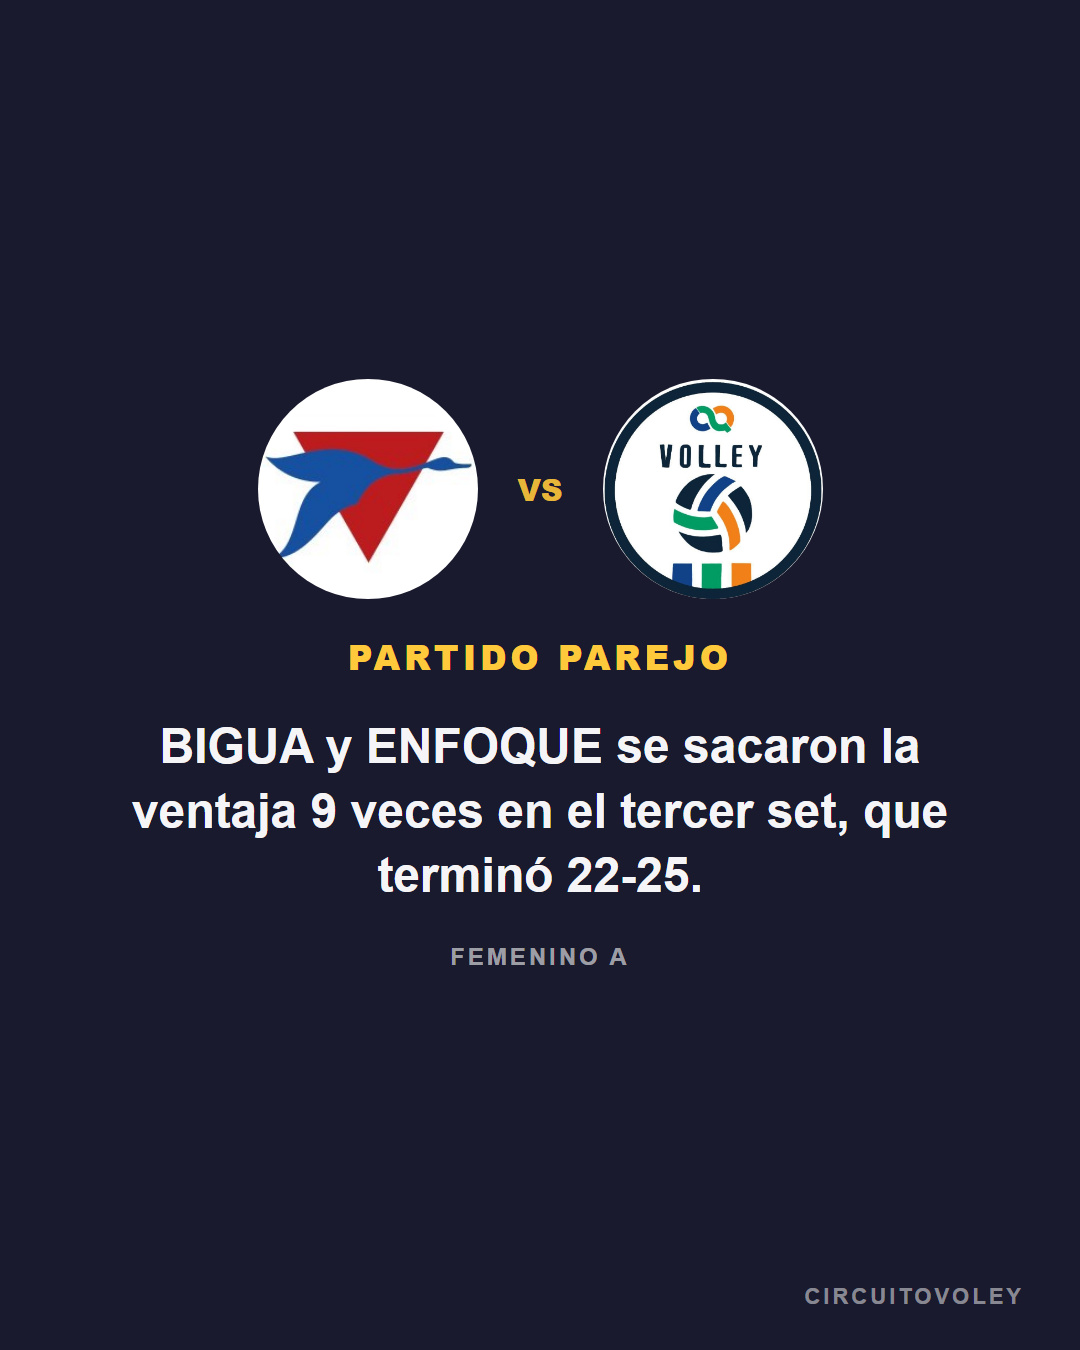 VOLLEY
VS
PARTIDO PAREJO
BIGUA y ENFOQUE se sacaron la
ventaja 9 veces en el tercer set, que
terminó 22-25.
FEMENINO A
CIRCUITOVOLEY